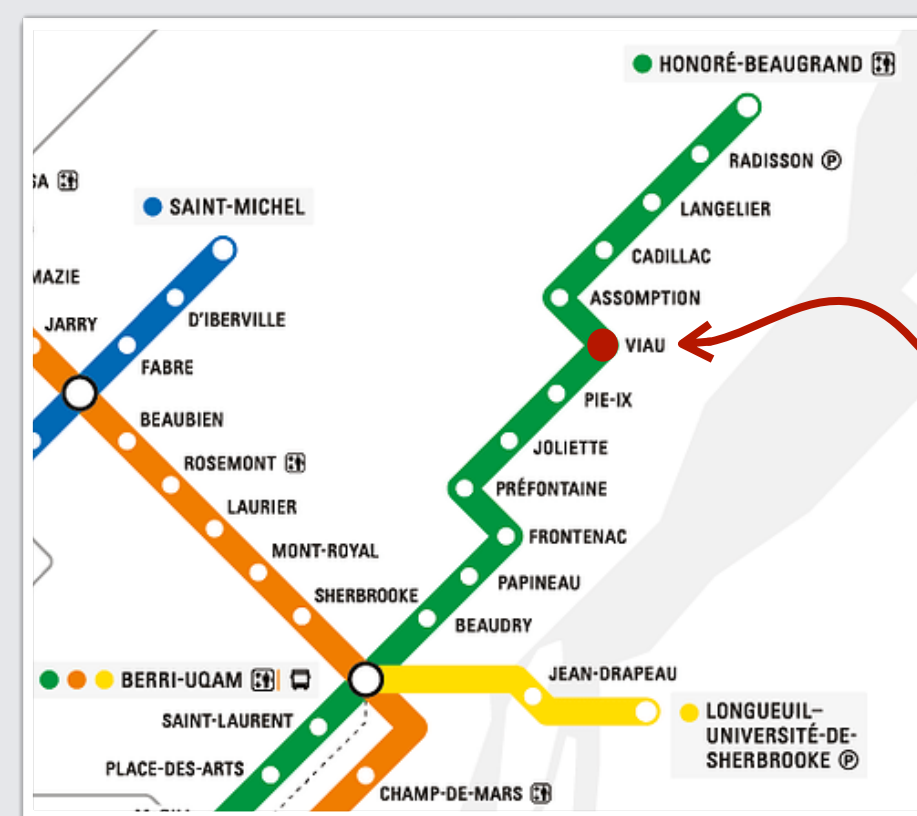 HONORÉ-BEAUGRAND
RADISSON Ⓟ
SAINT-MICHEL
LANGELIER
CADILLAC
ASSOMPTION
D'IBERVILLE
JARRY
VIAU
FABRE
PIE-IX
BEAUBIEN
JOLIETTE
ROSEMONT
PRÉFONTAINE
LAURIER
FRONTENAC
MONT-ROYAL
PAPINEAU
SHERBROOKE
BEAUDRY
JEAN-DRAPEAU
BERRI-UQAM
LONGUEUIL–
UNIVERSITÉ-DE-
SHERBROOKE Ⓟ
SAINT-LAURENT
PLACE-DES-ARTS
CHAMP-DE-MARS